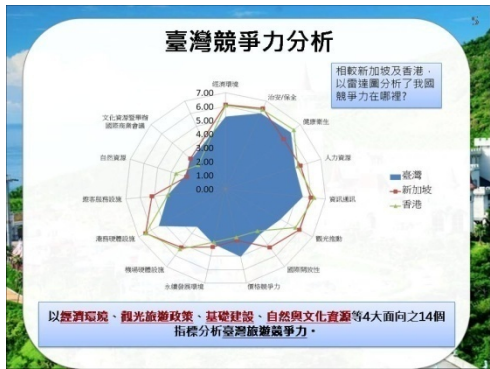 5
臺灣競爭力分析
相較新加坡及香港，
以雷達圖分析了我國
競爭力在哪裡?
經濟環境
治安/保全
健康衛生
人力資源
資訊通訊
觀光推動
國際開放性
價格競爭力
永續發展環境
機場硬體設施
港務硬體設施
遊客服務設施
自然資源
文化資源暨舉辦
國際商業會議
7.00
6.00
5.00
4.00
3.00
2.00
1.00
0.00
臺灣
新加坡
香港
以經濟環境、觀光旅遊政策、基礎建設、自然與文化資源等4大面向之14個
指標分析臺灣旅遊競爭力。